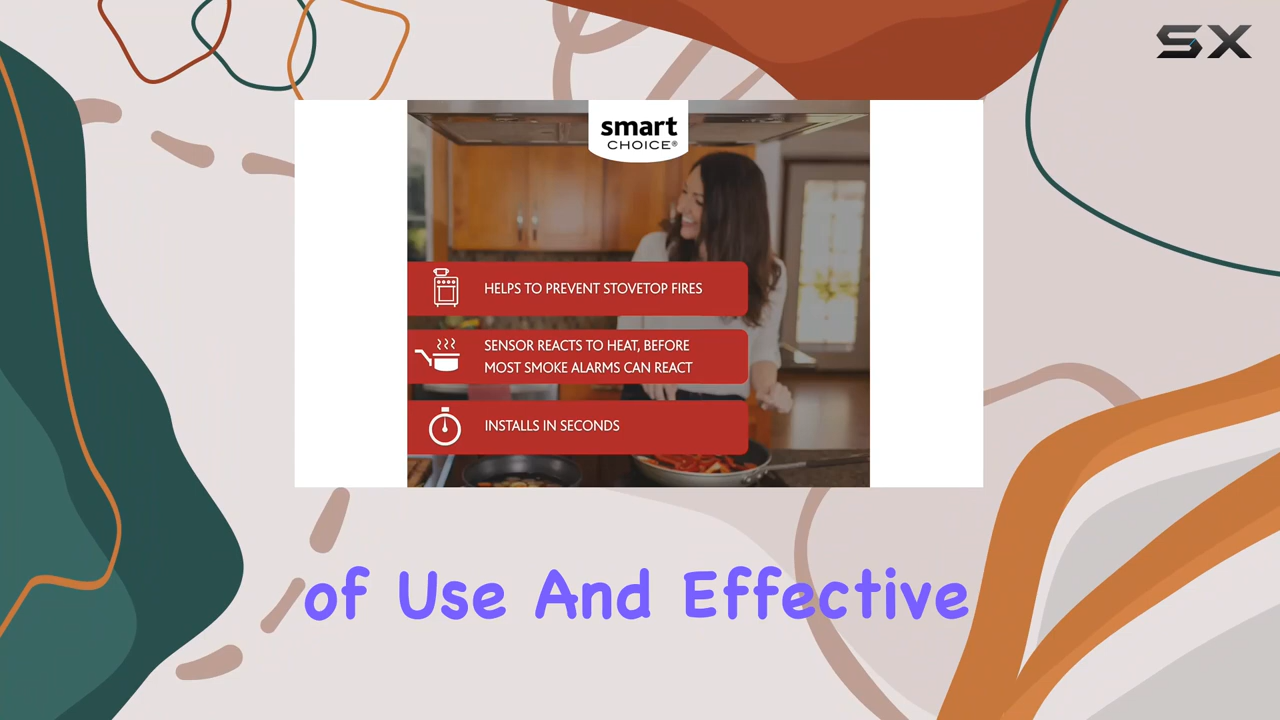 SX
smart
CHOICE®
HELPS TO PREVENT STOVETOP FIRES
SENSOR REACTS TO HEAT, BEFORE
MOST SMOKE ALARMS CAN REACT
INSTALLS IN SECONDS
of Use And Effective